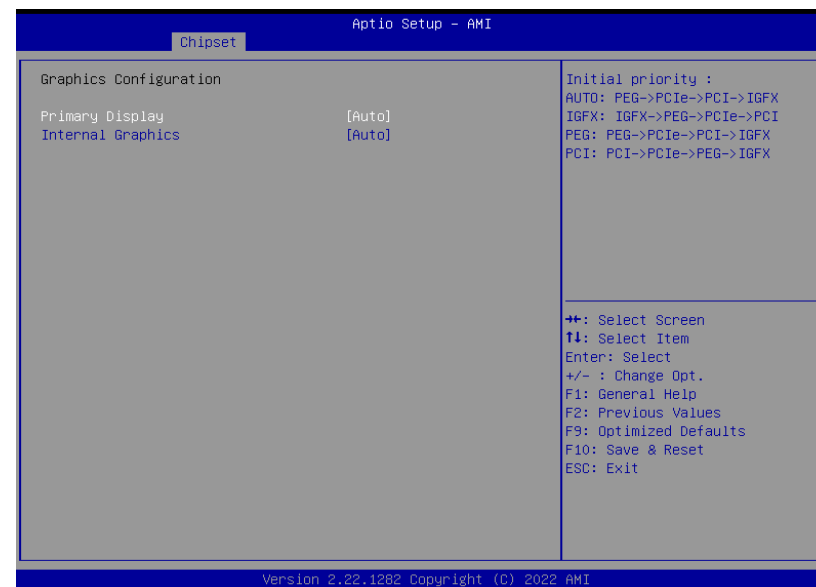 Aptio Setup – AMI
Chipset
Graphics Configuration
Primary Display [Auto]
Internal Graphics [Auto]
Initial priority :
AUTO: PEG->PCIe->PCI->IGFX
IGFX: IGFX->PEG->PCIe->PCI
PEG: PEG->PCIe->PCI->IGFX
PCI: PCI->PCIe->PEG->IGFX
→←: Select Screen
↑↓: Select Item
Enter: Select
+/- : Change Opt.
F1: General Help
F2: Previous Values
F9: Optimized Defaults
F10: Save & Reset
ESC: Exit
Version 2.22.1282 Copyright (C) 2022 AMI